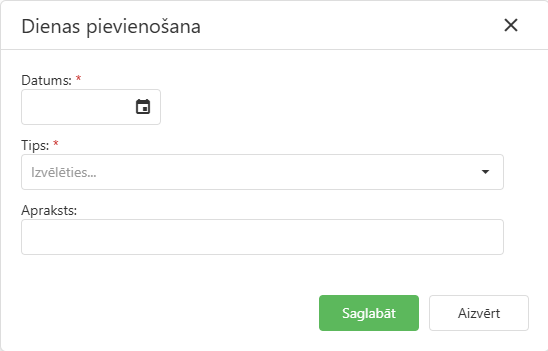 Dienas pievienošana
Datums: *
Tips: *
Izvēlēties...
Apraksts:
Saglabāt
Aizvērt